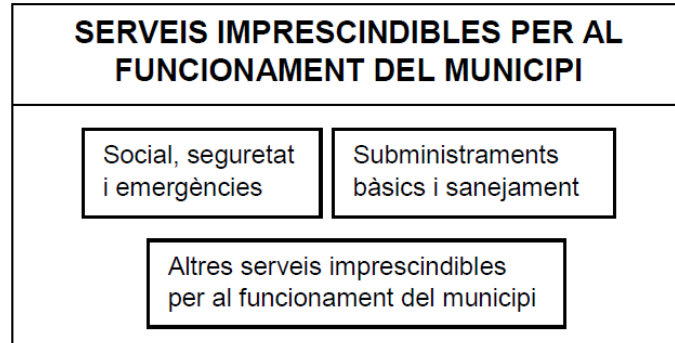 SERVEIS IMPRESCINDIBLES PER AL
FUNCIONAMENT DEL MUNICIPI
Social, seguretat
i emergències
Subministraments
bàsics i sanejament
Altres serveis imprescindibles
per al funcionament del municipi